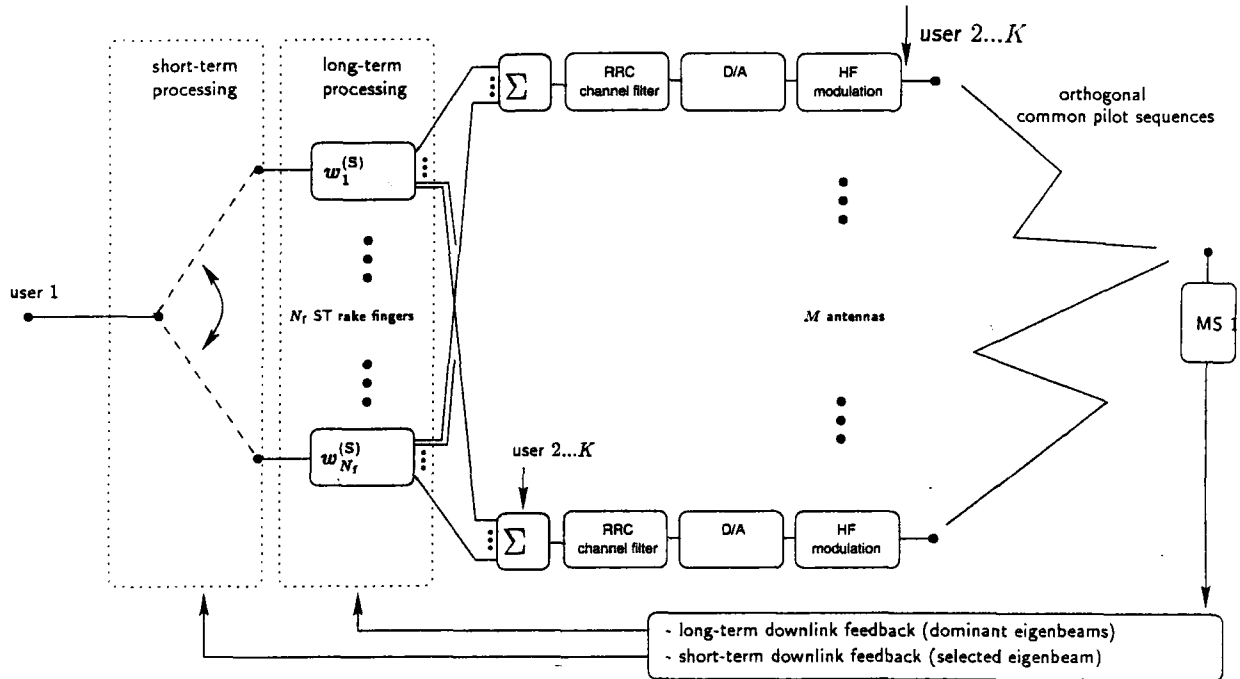 user 2...K
short-term
processing
long-term
processing
Σ
RRC
channel filter
D/A
HF
modulation
orthogonal
common pilot sequences
w_1^(S)
user 1
N_f ST rake fingers
M antennas
MS 1
w_{N_f}^(S)
user 2...K
Σ
RRC
channel filter
D/A
HF
modulation
- long-term downlink feedback (dominant eigenbeams)
- short-term downlink feedback (selected eigenbeam)